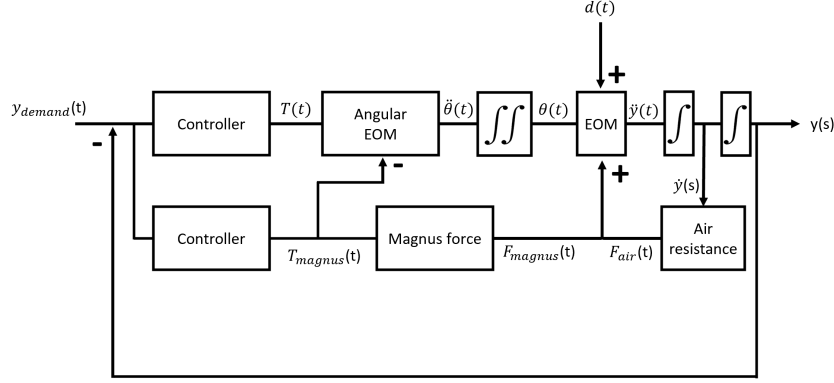 d(t)
+
y_demand(t)
-
Controller
T(t)
Angular
EOM
-
θ̈(t)
∬
θ(t)
EOM
ÿ(t)
∫
∫
y(s)
ẏ(s)
+
Controller
T_magnus(t)
Magnus force
F_magnus(t)
F_air(t)
Air
resistance